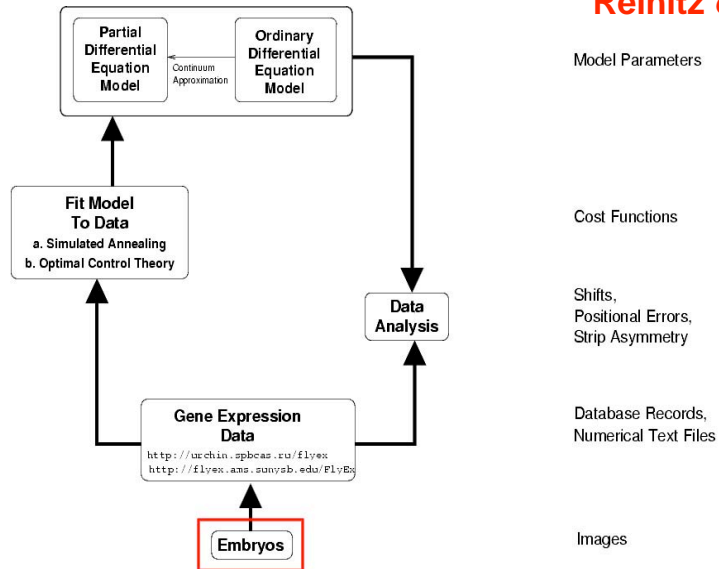 Reinitz
Partial
Differential
Equation
Model
Continuum
Approximation
Ordinary
Differential
Equation
Model
Model Parameters
Fit Model
To Data
a. Simulated Annealing
b. Optimal Control Theory
Cost Functions
Data
Analysis
Shifts,
Positional Errors,
Strip Asymmetry
Gene Expression
Data
http://urchin.spbcas.ru/flyex
http://flyex.ams.sunysb.edu/FlyEx
Database Records,
Numerical Text Files
Embryos
Images